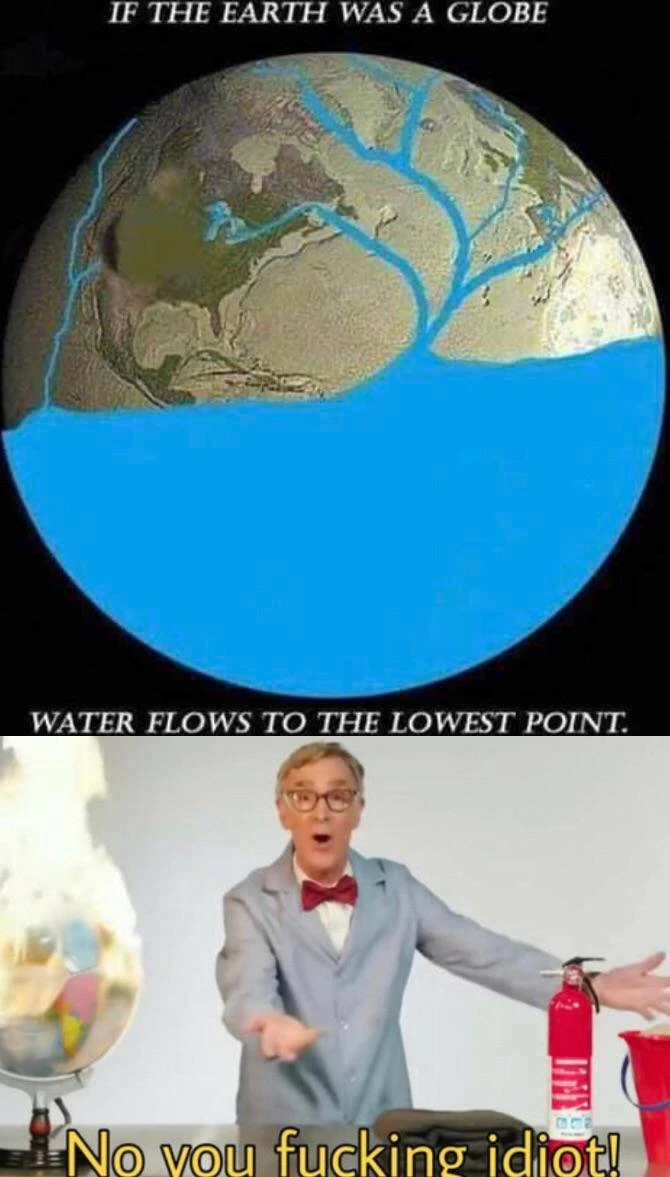 IF THE EARTH WAS A GLOBE
WATER FLOWS TO THE LOWEST POINT.
No you fucking idiot!